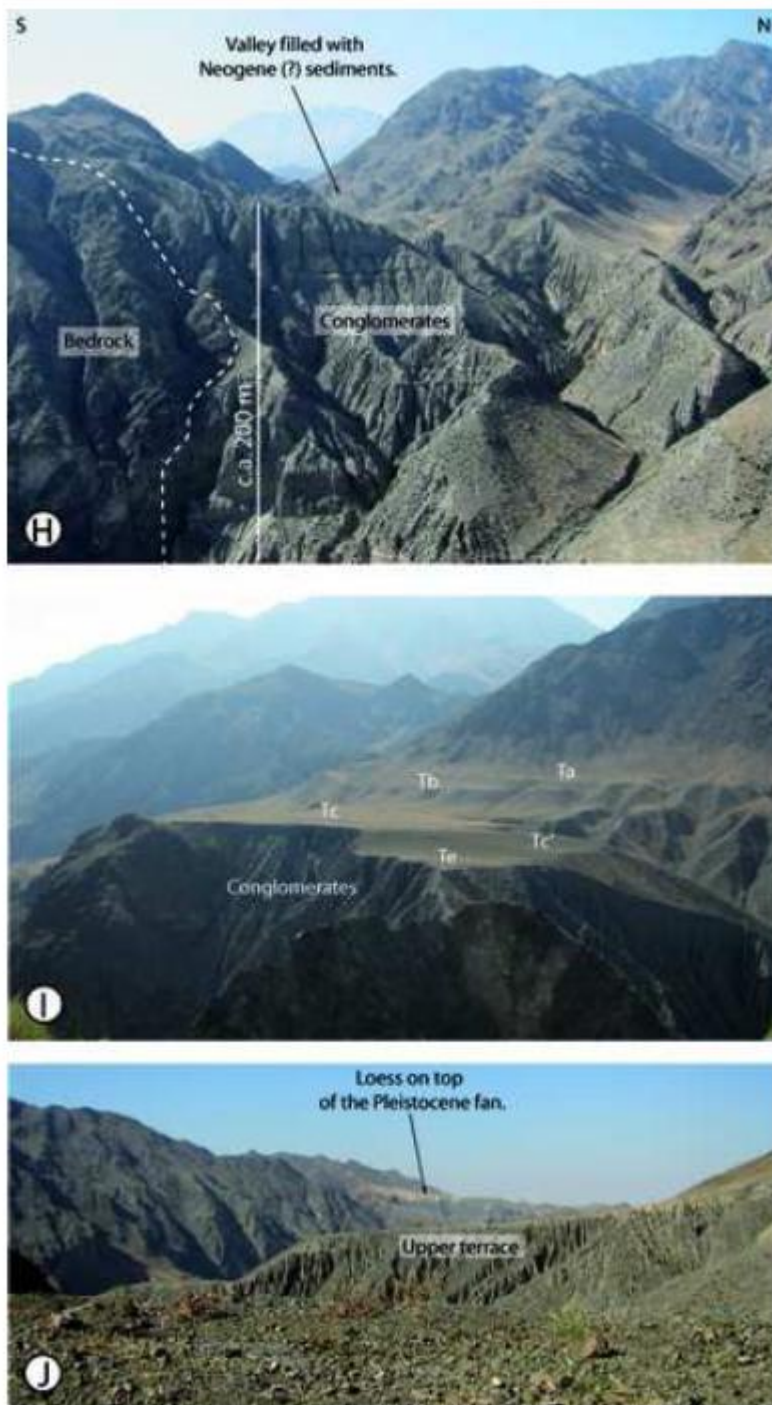 S
N
Valley filled with
Neogene (?) sediments.
Bedrock
Conglomerates
c.a. 200 m
H
Tb
Ta
Tc
Tc'
Te
Conglomerates
I
Loess on top
of the Pleistocene fan.
Upper terrace
J